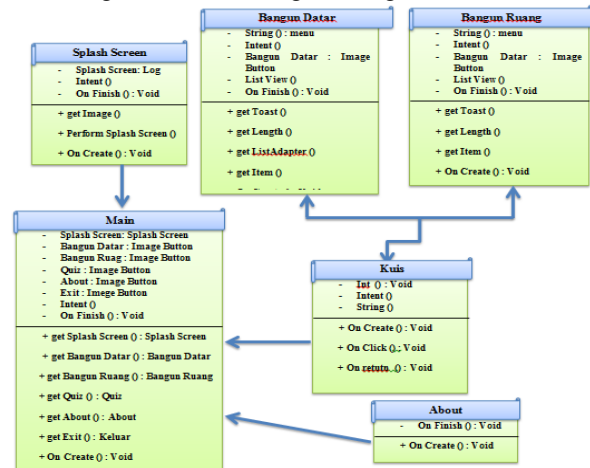 Splash Screen
- Splash Screen: Log
- Intent ()
- On Finish () : Void
+ get Image ()
+ Perform Splash Screen ()
+ On Create () : Void
Bangun Datar
- String () : menu
- Intent ()
- Bangun Datar : Image
Button
- List View ()
- On Finish () : Void
+ get Toast ()
+ get Length ()
+ get ListAdapter ()
+ get Item ()
Bangun Ruang
- String () : menu
- Intent ()
- Bangun Datar : Image
Button
- List View ()
- On Finish () : Void
+ get Toast ()
+ get Length ()
+ get Item ()
+ On Create () : Void
Main
- Splash Screen: Splash Screen
- Bangun Datar : Image Button
- Bangun Ruag : Image Button
- Quiz : Image Button
- About : Image Button
- Exit : Imege Button
- Intent ()
- On Finish () : Void
+ get Splash Screen () : Splash Screen
+ get Bangun Datar () : Bangun Datar
+ get Bangun Ruang () : Bangun Ruang
+ get Quiz () : Quiz
+ get About () : About
+ get Exit () : Keluar
+ On Create () : Void
Kuis
- Int () : Void
- Intent ()
- String ()
+ On Create () : Void
+ On Click () : Void
+ On retutn () : Void
About
- On Finish () : Void
+ On Create () : Void